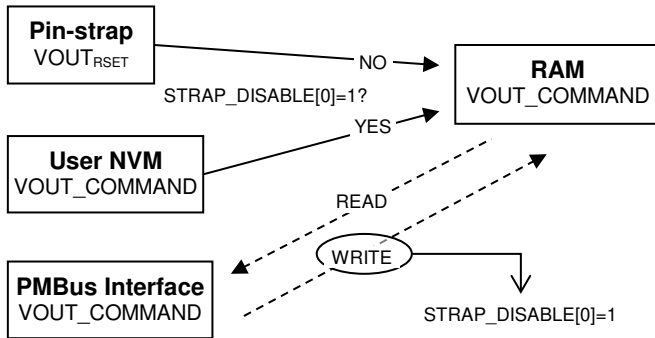 Pin-strap
VOUTRSET
NO
RAM
VOUT_COMMAND
STRAP_DISABLE[0]=1?
YES
User NVM
VOUT_COMMAND
READ
WRITE
PMBus Interface
VOUT_COMMAND
STRAP_DISABLE[0]=1